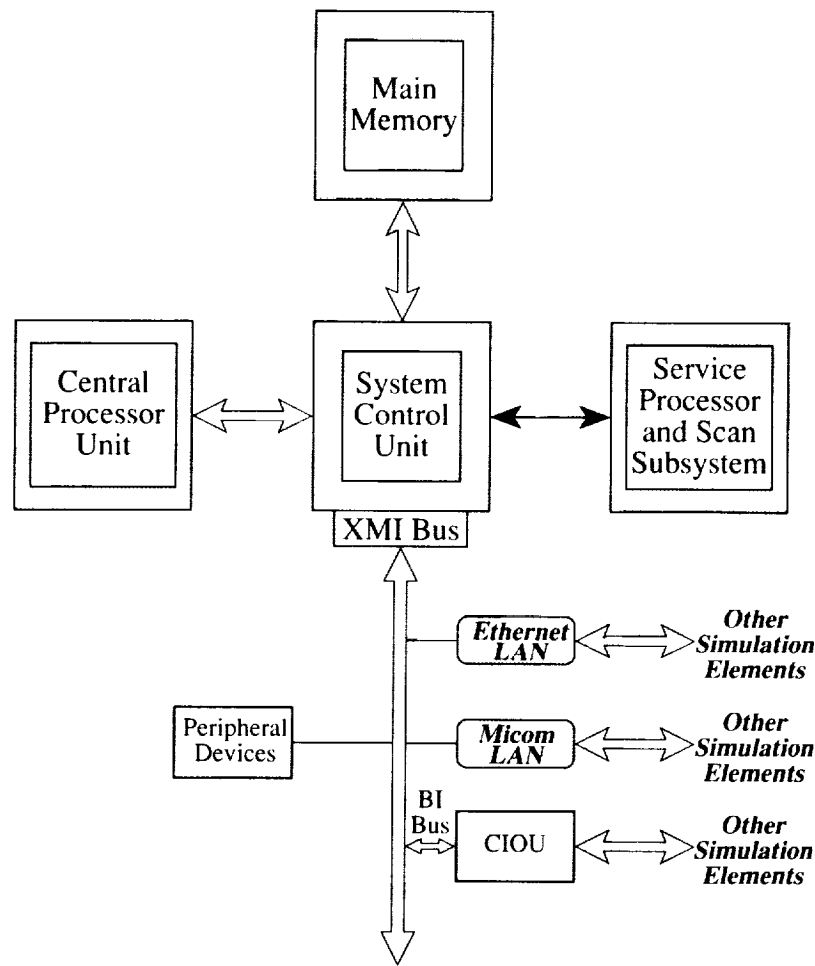 Main
Memory
Central
Processor
Unit
System
Control
Unit
Service
Processor
and Scan
Subsystem
XMI Bus
Ethernet
LAN
Other
Simulation
Elements
Peripheral
Devices
Micom
LAN
Other
Simulation
Elements
BI
Bus
CIOU
Other
Simulation
Elements